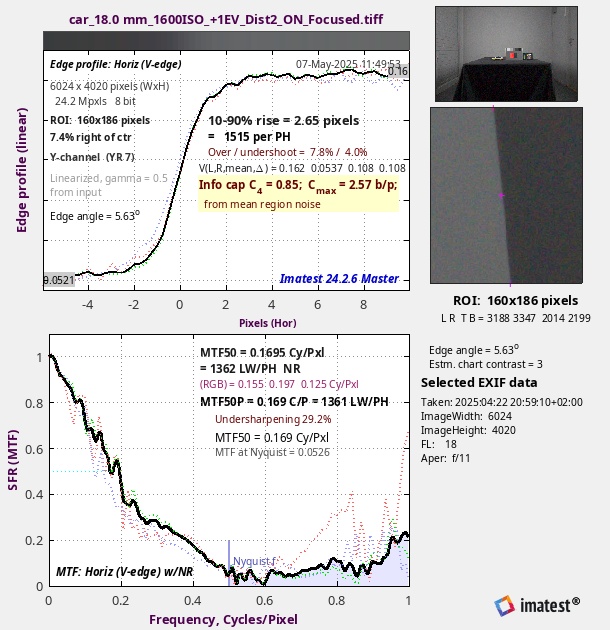 car_18.0 mm_1600ISO_+1EV_Dist2_ON_Focused.tiff
Edge profile: Horiz (V-edge)
07-May-2025 11:49:53
0.16
6024 x 4020 pixels (WxH)
24.2 Mpxls 8 bit
ROI: 160x186 pixels
7.4% right of ctr
Y-channel (YR7)
Linearized, gamma = 0.5
from input
Edge angle = 5.63o
10-90% rise = 2.65 pixels
= 1515 per PH
Over / undershoot = 7.8% / 4.0%
V(L,R,mean,Δ) = 0.162 0.0537 0.108 0.108
Info cap C4 = 0.85; Cmax = 2.57 b/p;
from mean region noise
9.0521
Imatest 24.2.6 Master
Edge profile (linear)
-4 -2 0 2 4 6 8
Pixels (Hor)
ROI: 160x186 pixels
L R T B = 3188 3347 2014 2199
Edge angle = 5.63o
Estm. chart contrast = 3
Selected EXIF data
Taken: 2025:04:22 20:59:10+02:00
ImageWidth: 6024
ImageHeight: 4020
FL: 18
Aper: f/11
MTF50 = 0.1695 Cy/Pxl
= 1362 LW/PH NR
(RGB) = 0.155 0.197 0.125 Cy/Pxl
MTF50P = 0.169 C/P = 1361 LW/PH
Undersharpening 29.2%
MTF50 = 0.169 Cy/Pxl
MTF at Nyquist = 0.0526
Nyquist f
MTF: Horiz (V-edge) w/NR
SFR (MTF)
1
0.8
0.6
0.4
0.2
0
0 0.2 0.4 0.6 0.8 1
Frequency, Cycles/Pixel
imatest®